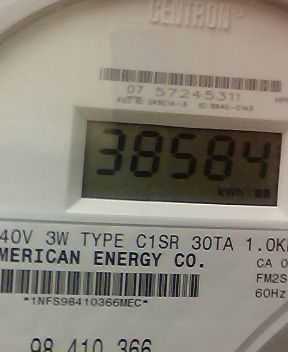 CENTRON®
07 57245311
38584
kWh
40V 3W TYPE C1SR 30TA 1.0K
MERICAN ENERGY CO.
CA 0
FM2S
60Hz
*1NFS98410366MEC*
98 410 366